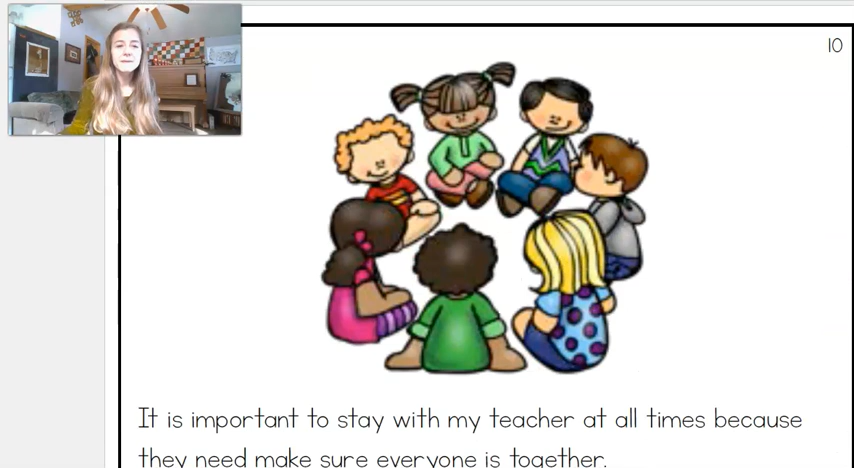 10
It is important to stay with my teacher at all times because
they need make sure everyone is together.